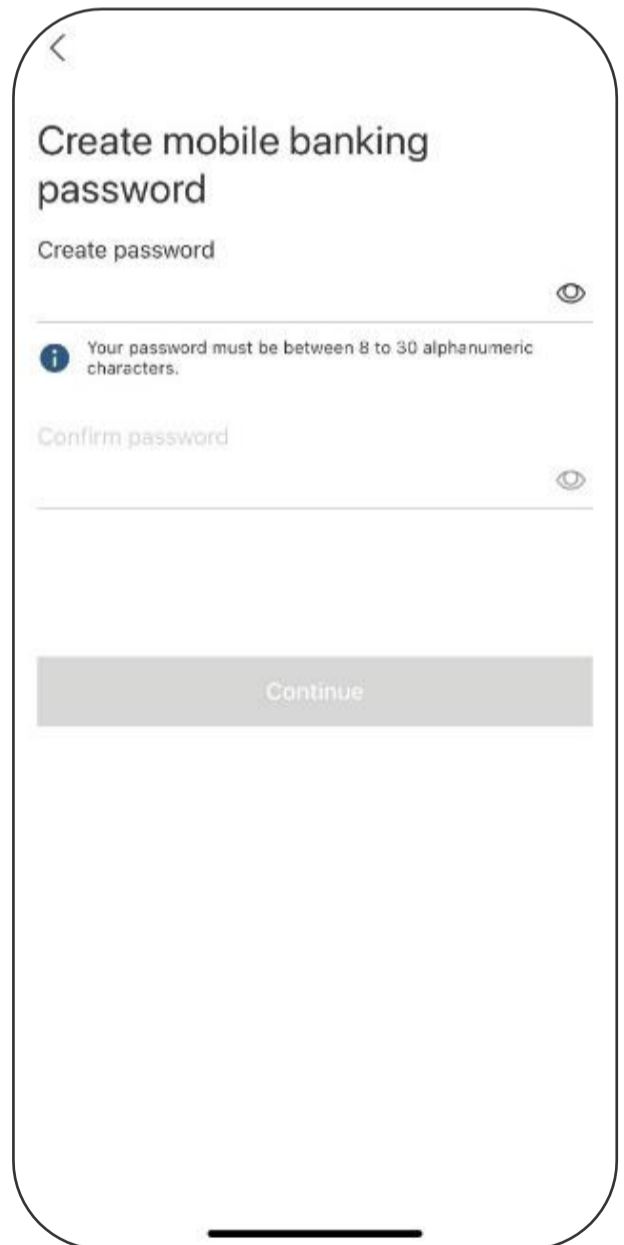 Create mobile banking
password
Create password
Your password must be between 8 to 30 alphanumeric
characters.
Confirm password
Continue